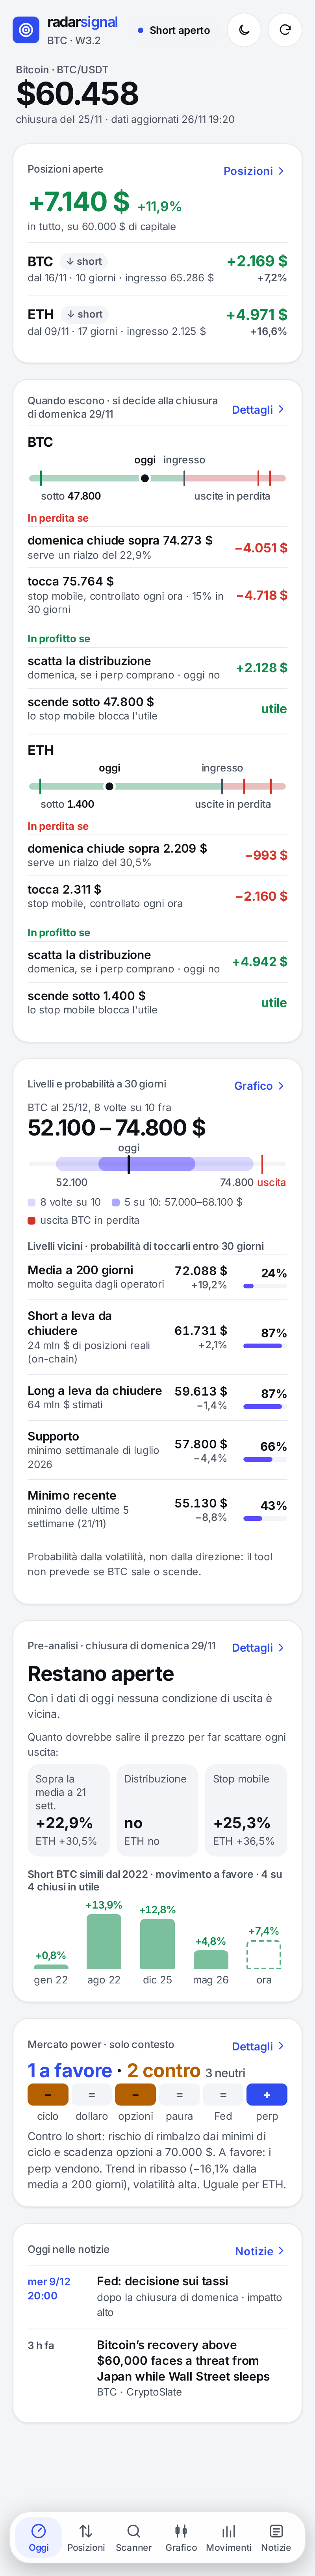 radarsignal
BTC · W3.2
Short aperto
Bitcoin · BTC/USDT
$60.458
chiusura del 25/11 · dati aggiornati 26/11 19:20
Posizioni aperte
Posizioni
+7.140 $ +11,9%
in tutto, su 60.000 $ di capitale
BTC ↓ short +2.169 $
dal 16/11 · 10 giorni · ingresso 65.286 $ +7,2%
ETH ↓ short +4.971 $
dal 09/11 · 17 giorni · ingresso 2.125 $ +16,6%
Quando escono · si decide alla chiusura
di domenica 29/11
Dettagli
BTC
oggi ingresso
sotto 47.800 uscite in perdita
In perdita se
domenica chiude sopra 74.273 $
serve un rialzo del 22,9%
−4.051 $
tocca 75.764 $
stop mobile, controllato ogni ora · 15% in
30 giorni
−4.718 $
In profitto se
scatta la distribuzione
domenica, se i perp comprano · oggi no
+2.128 $
scende sotto 47.800 $
lo stop mobile blocca l'utile
utile
ETH
oggi ingresso
sotto 1.400 uscite in perdita
In perdita se
domenica chiude sopra 2.209 $
serve un rialzo del 30,5%
−993 $
tocca 2.311 $
stop mobile, controllato ogni ora
−2.160 $
In profitto se
scatta la distribuzione
domenica, se i perp comprano · oggi no
+4.942 $
scende sotto 1.400 $
lo stop mobile blocca l'utile
utile
Livelli e probabilità a 30 giorni
Grafico
BTC al 25/12, 8 volte su 10 fra
52.100 – 74.800 $
oggi
52.100 74.800 uscita
8 volte su 10 5 su 10: 57.000–68.100 $
uscita BTC in perdita
Livelli vicini · probabilità di toccarli entro 30 giorni
Media a 200 giorni 72.088 $ 24%
molto seguita dagli operatori +19,2%
Short a leva da
chiudere
24 mln $ di posizioni reali
(on-chain)
61.731 $ 87%
+2,1%
Long a leva da chiudere 59.613 $ 87%
64 mln $ stimati −1,4%
Supporto
minimo settimanale di luglio
2026
57.800 $ 66%
−4,4%
Minimo recente
minimo delle ultime 5
settimane (21/11)
55.130 $ 43%
−8,8%
Probabilità dalla volatilità, non dalla direzione: il tool
non prevede se BTC sale o scende.
Pre-analisi · chiusura di domenica 29/11
Dettagli
Restano aperte
Con i dati di oggi nessuna condizione di uscita è
vicina.
Quanto dovrebbe salire il prezzo per far scattare ogni
uscita:
Sopra la
media a 21
sett.
+22,9%
ETH +30,5%
Distribuzione
no
ETH no
Stop mobile
+25,3%
ETH +36,5%
Short BTC simili dal 2022 · movimento a favore · 4 su
4 chiusi in utile
+0,8% +13,9% +12,8% +4,8% +7,4%
gen 22 ago 22 dic 25 mag 26 ora
Mercato power · solo contesto
Dettagli
1 a favore · 2 contro 3 neutri
− = − = = +
ciclo dollaro opzioni paura Fed perp
Contro lo short: rischio di rimbalzo dai minimi di
ciclo e scadenza opzioni a 70.000 $. A favore: i
perp vendono. Trend in ribasso (−16,1% dalla
media a 200 giorni), volatilità alta. Uguale per ETH.
Oggi nelle notizie
Notizie
mer 9/12
20:00
Fed: decisione sui tassi
dopo la chiusura di domenica · impatto
alto
3 h fa
Bitcoin’s recovery above
$60,000 faces a threat from
Japan while Wall Street sleeps
BTC · CryptoSlate
Oggi Posizioni Scanner Grafico Movimenti Notizie